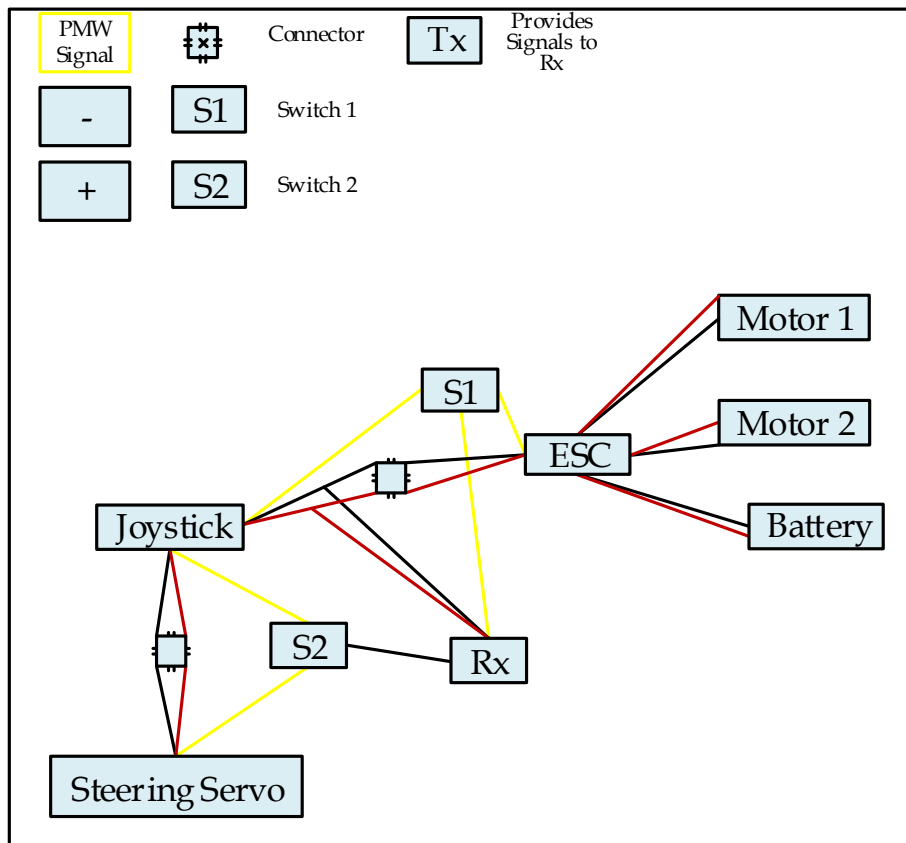 PMW
Signal
Connector
Tx
Provides
Signals to
Rx
-
S1
Switch 1
+
S2
Switch 2
Motor 1
S1
Motor 2
ESC
Joystick
Battery
S2
Rx
Steering Servo